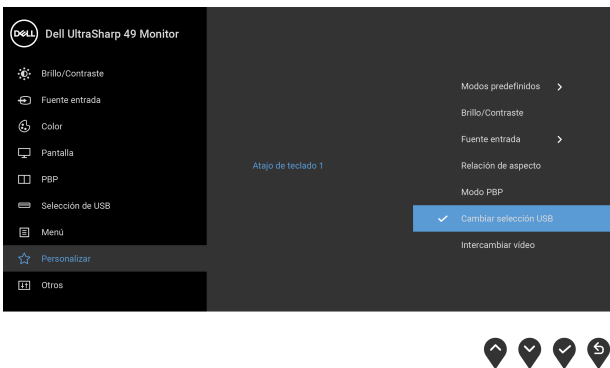 DELL Dell UltraSharp 49 Monitor
Brillo/Contraste
Fuente entrada
Color
Pantalla
PBP
Selección de USB
Menú
Personalizar
Otros
Atajo de teclado 1
Modos predefinidos
Brillo/Contraste
Fuente entrada
Relación de aspecto
Modo PBP
Cambiar selección USB
Intercambiar vídeo